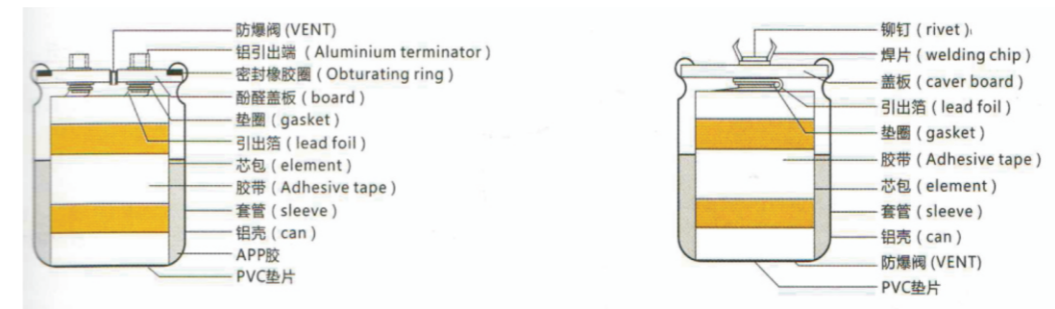 防爆阀 (VENT)
铝引出端 ( Aluminium terminator )
密封橡胶圈 ( Obturating ring )
酚醛盖板 ( board )
垫圈 ( gasket )
引出箔 ( lead foil )
芯包 ( element )
胶带 ( Adhesive tape )
套管 ( sleeve )
铝壳 ( can )
APP胶
PVC垫片
铆钉 ( rivet )
焊片 ( welding chip )
盖板 ( caver board )
引出箔 ( lead foil )
垫圈 ( gasket )
胶带 ( Adhesive tape )
芯包 ( element )
套管 ( sleeve )
铝壳 ( can )
防爆阀 (VENT)
PVC垫片